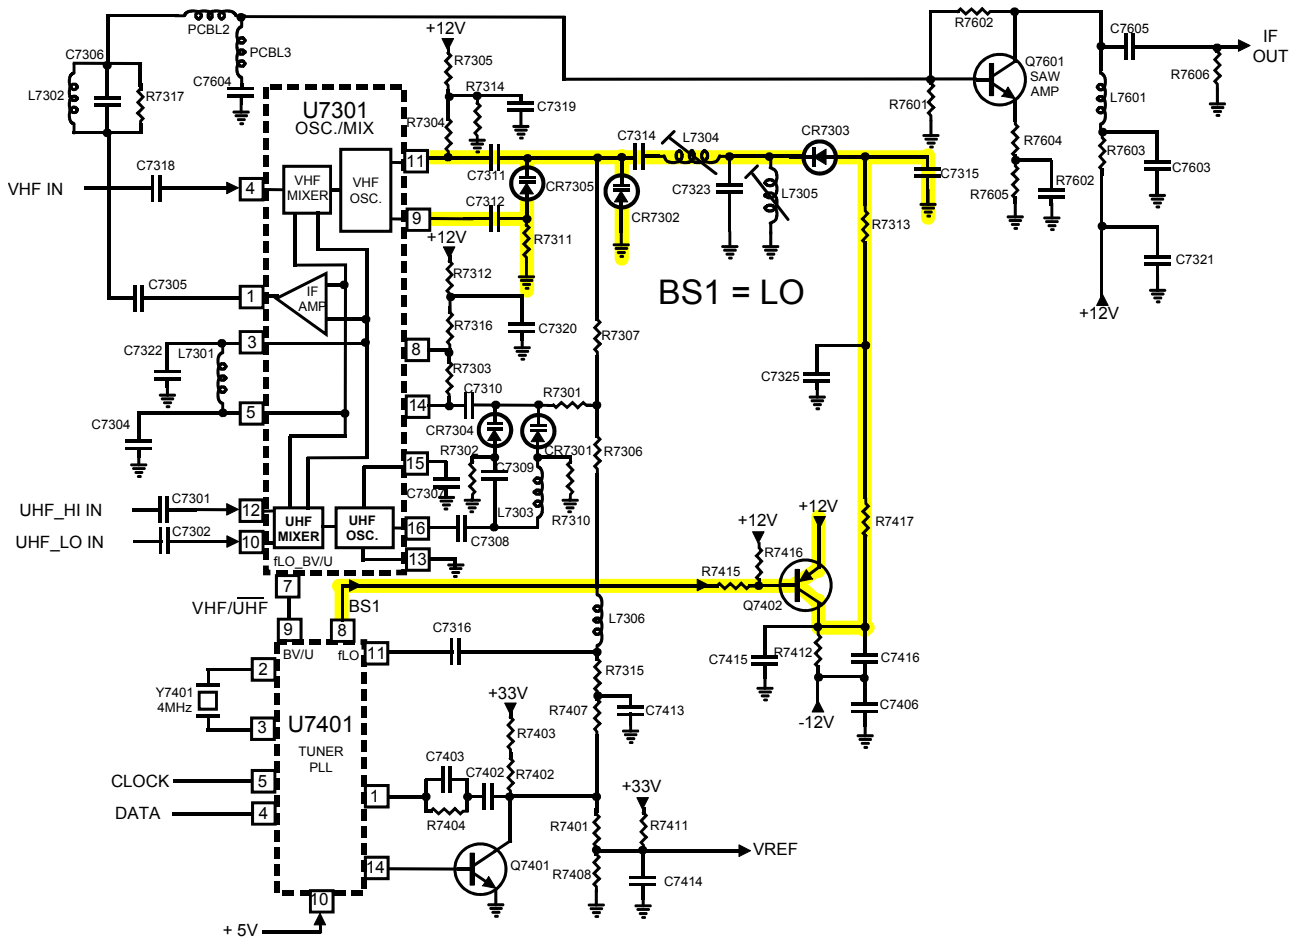 PCBL2
PCBL3
C7306
L7302
R7317
C7604
+12V
R7305
R7314
C7319
R7304
U7301
OSC./MIX
R7602
Q7601
SAW
AMP
C7605
IF
OUT
R7606
R7601
L7601
R7604
R7603
C7603
R7605
R7602
C7321
+12V
C7318
VHF IN
4
VHF
MIXER
VHF
OSC.
11
9
C7311
C7312
CR7305
R7311
C7314
L7304
CR7302
C7323
L7305
CR7303
C7315
R7313
BS1 = LO
+12V
R7312
C7305
1
IF
AMP
R7316
C7320
R7307
3
8
C7322
L7301
R7303
C7325
C7310
R7301
5
14
C7304
CR7304
CR7301
R7302
C7309
R7306
15
C7307
L7303
R7310
UHF_HI IN
C7301
12
UHF
MIXER
UHF
OSC.
16
C7308
UHF_LO IN
C7302
10
13
fLO_BV/U
+12V
+12V
R7417
R7416
R7415
Q7402
7
VHF/UHF
BS1
9
8
L7306
C7316
BV/U
fLO
11
R7315
C7415
R7412
C7416
2
Y7401
4MHz
3
U7401
TUNER
PLL
+33V
R7403
R7407
C7413
-12V
C7406
C7403
C7402
R7402
CLOCK
5
1
R7404
+33V
DATA
4
R7401
R7411
VREF
14
Q7401
R7408
C7414
10
+ 5V